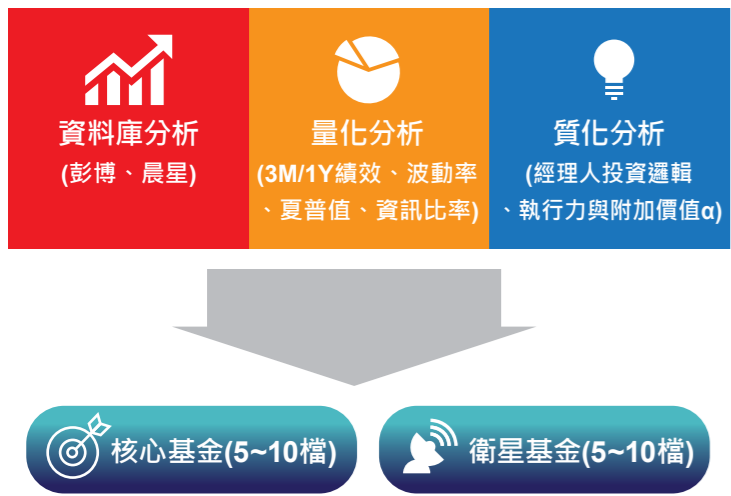 資料庫分析
(彭博、晨星)
量化分析
(3M/1Y績效、波動率
、夏普值、資訊比率)
質化分析
(經理人投資邏輯
、執行力與附加價值α)
核心基金(5~10檔)
衛星基金(5~10檔)